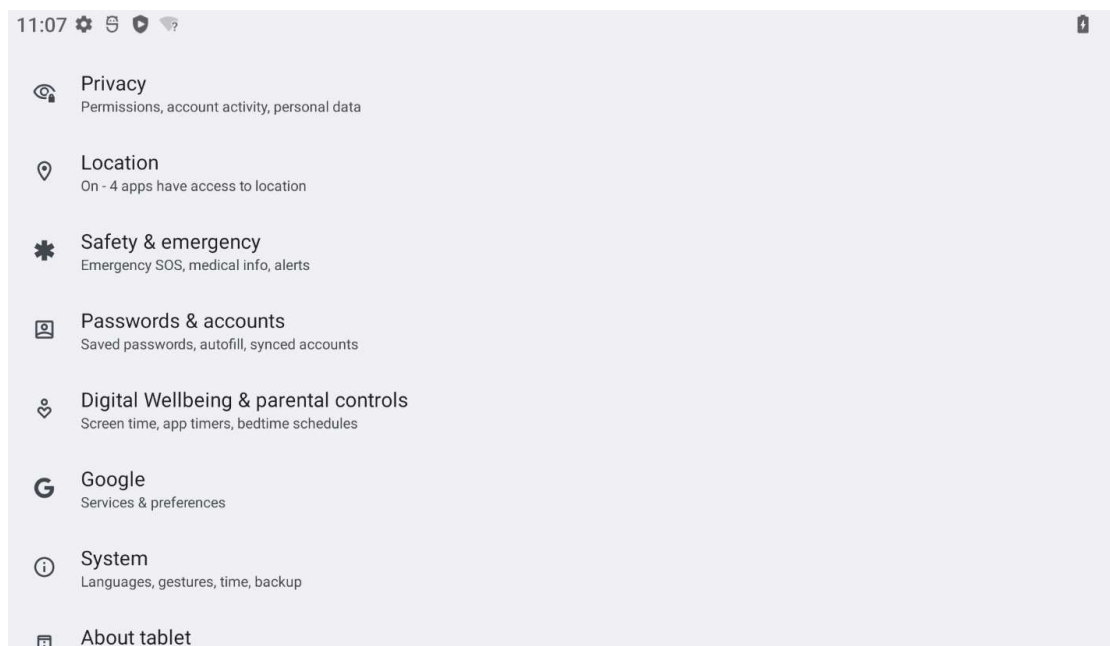 11:07
Privacy
Permissions, account activity, personal data
Location
On - 4 apps have access to location
Safety & emergency
Emergency SOS, medical info, alerts
Passwords & accounts
Saved passwords, autofill, synced accounts
Digital Wellbeing & parental controls
Screen time, app timers, bedtime schedules
Google
Services & preferences
System
Languages, gestures, time, backup
About tablet